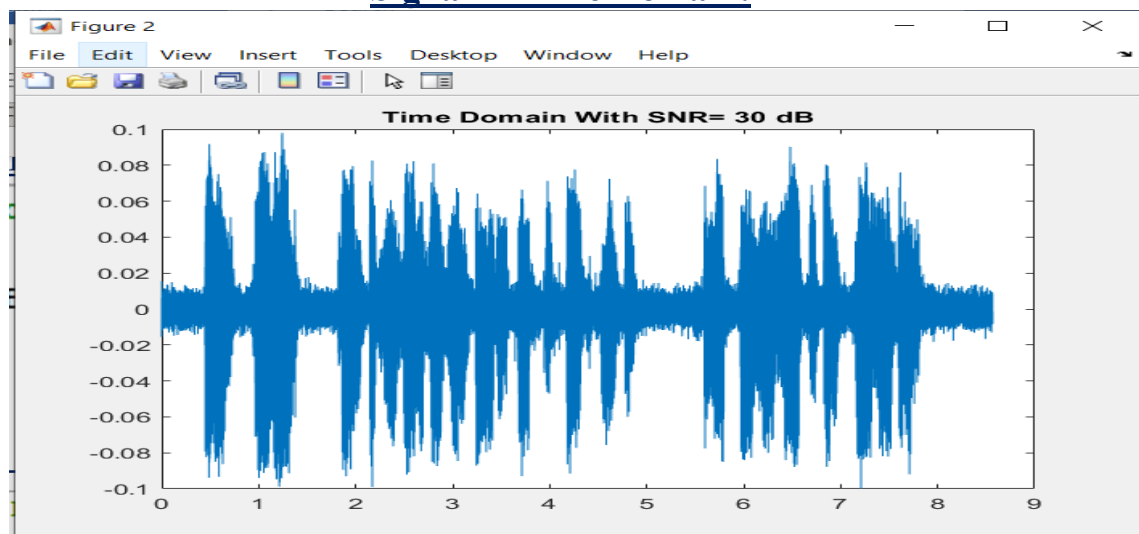 Figure 2
File Edit View Insert Tools Desktop Window Help
Time Domain With SNR= 30 dB
0.1
0.08
0.06
0.04
0.02
0
-0.02
-0.04
-0.06
-0.08
-0.1
0 1 2 3 4 5 6 7 8 9